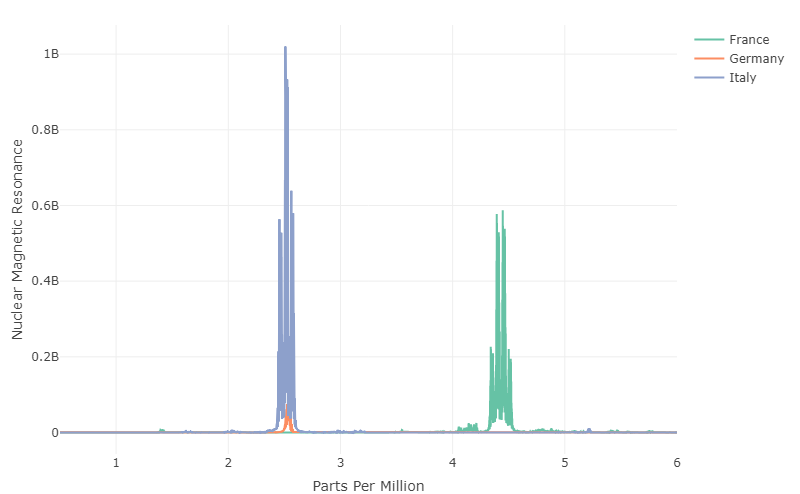 1B
0.8B
0.6B
0.4B
0.2B
0
1 2 3 4 5 6
Parts Per Million
Nuclear Magnetic Resonance
France
Germany
Italy